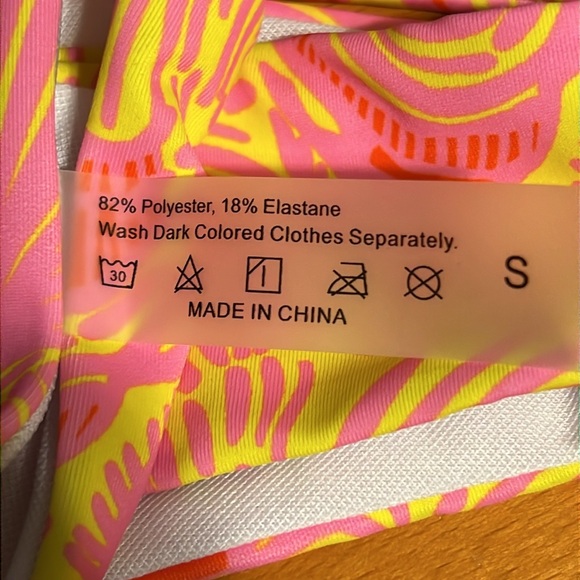 82% Polyester, 18% Elastane
Wash Dark Colored Clothes Separately.
30
S
MADE IN CHINA